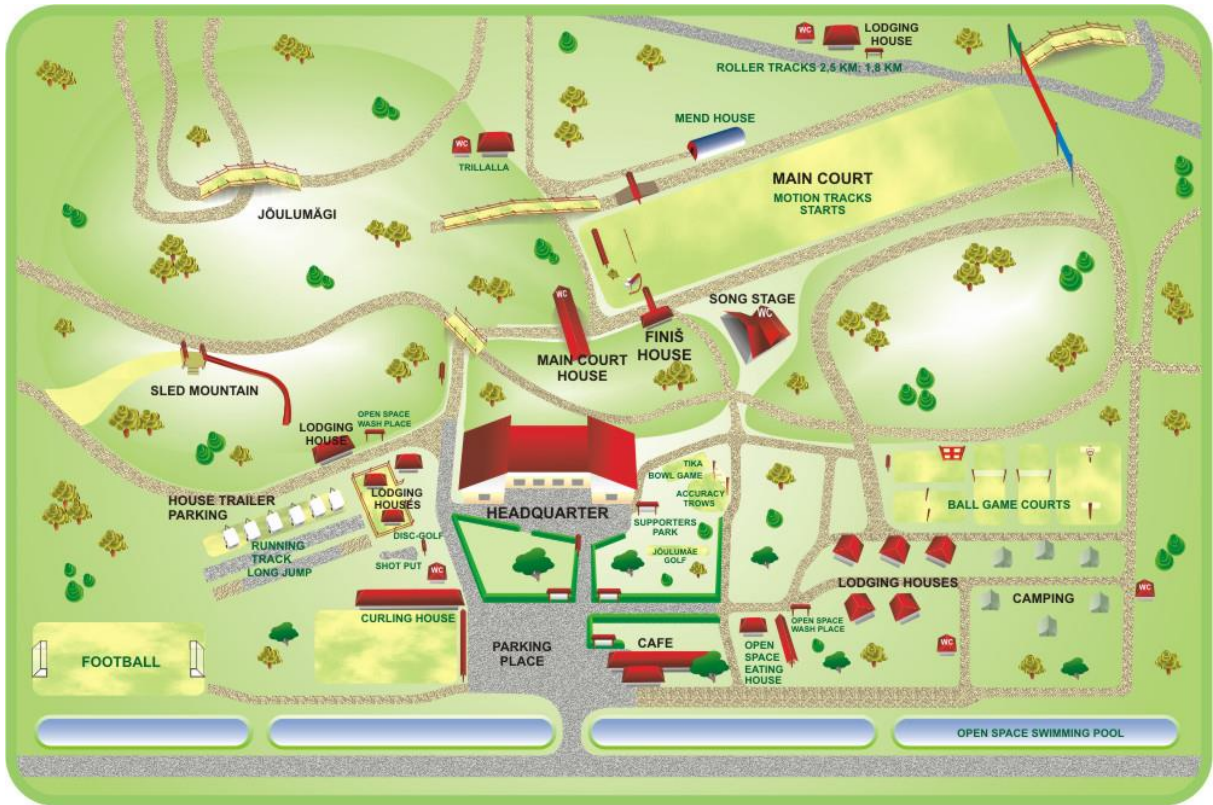 WC
LODGING
HOUSE
ROLLER TRACKS 2,5 KM; 1,8 KM
MEND HOUSE
WC
TRILLALLA
MAIN COURT
MOTION TRACKS
STARTS
JÕULUMÄGI
WC
SONG STAGE
WC
FINIŠ
HOUSE
MAIN COURT
HOUSE
SLED MOUNTAIN
OPEN SPACE
WASH PLACE
LODGING
HOUSE
TIKA
BOWL GAME
ACCURACY
TROWS
HOUSE TRAILER
PARKING
LODGING
HOUSES
BALL GAME COURTS
HEADQUARTER
SUPPORTERS
PARK
DISC-GOLF
RUNNING
TRACK
LONG JUMP
SHOT PUT
JÕULUMÄE
GOLF
WC
LODGING HOUSES
WC
CAMPING
CURLING HOUSE
OPEN SPACE
WASH PLACE
PARKING
PLACE
CAFE
OPEN
SPACE
EATING
HOUSE
WC
FOOTBALL
OPEN SPACE SWIMMING POOL